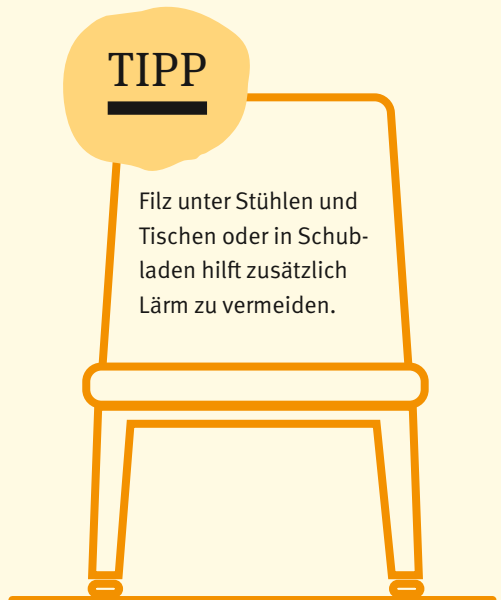 TIPP
Filz unter Stühlen und
Tischen oder in Schub-
laden hilft zusätzlich
Lärm zu vermeiden.